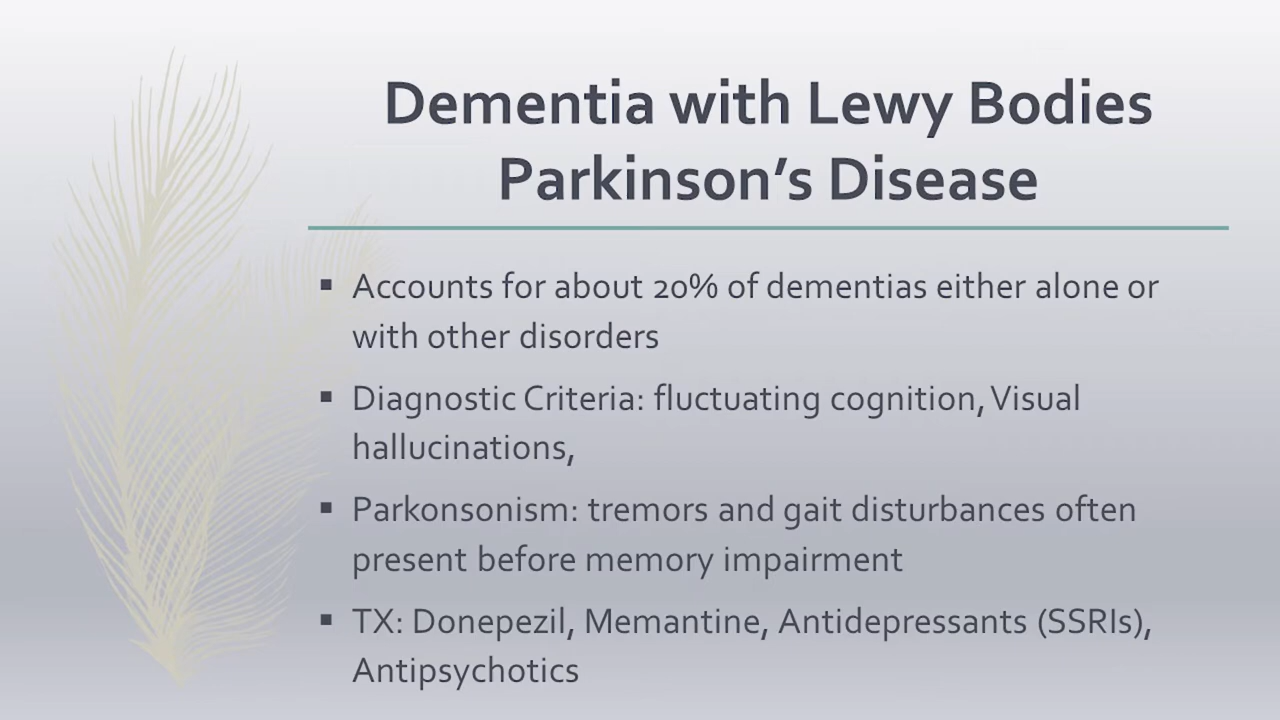 Dementia with Lewy Bodies
Parkinson’s Disease
▪ Accounts for about 20% of dementias either alone or
with other disorders
▪ Diagnostic Criteria: fluctuating cognition, Visual
hallucinations,
▪ Parkonsonism: tremors and gait disturbances often
present before memory impairment
▪ TX: Donepezil, Memantine, Antidepressants (SSRIs),
Antipsychotics